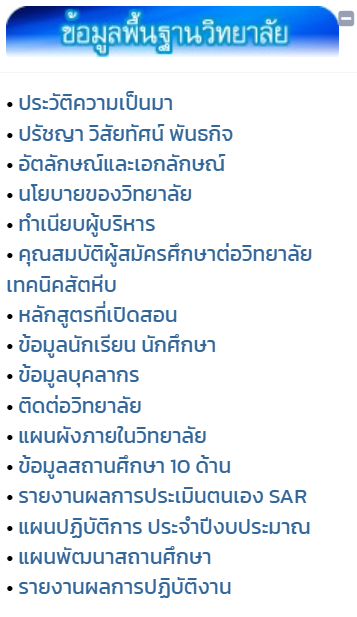 ข้อมูลพื้นฐานวิทยาลัย
• ประวัติความเป็นมา
• ปรัชญา วิสัยทัศน์ พันธกิจ
• อัตลักษณ์และเอกลักษณ์
• นโยบายของวิทยาลัย
• ทำเนียบผู้บริหาร
• คุณสมบัติผู้สมัครศึกษาต่อวิทยาลัย
เทคนิคสัตหีบ
• หลักสูตรที่เปิดสอน
• ข้อมูลนักเรียน นักศึกษา
• ข้อมูลบุคลากร
• ติดต่อวิทยาลัย
• แผนผังภายในวิทยาลัย
• ข้อมูลสถานศึกษา 10 ด้าน
• รายงานผลการประเมินตนเอง SAR
• แผนปฏิบัติการ ประจำปีงบประมาณ
• แผนพัฒนาสถานศึกษา
• รายงานผลการปฏิบัติงาน